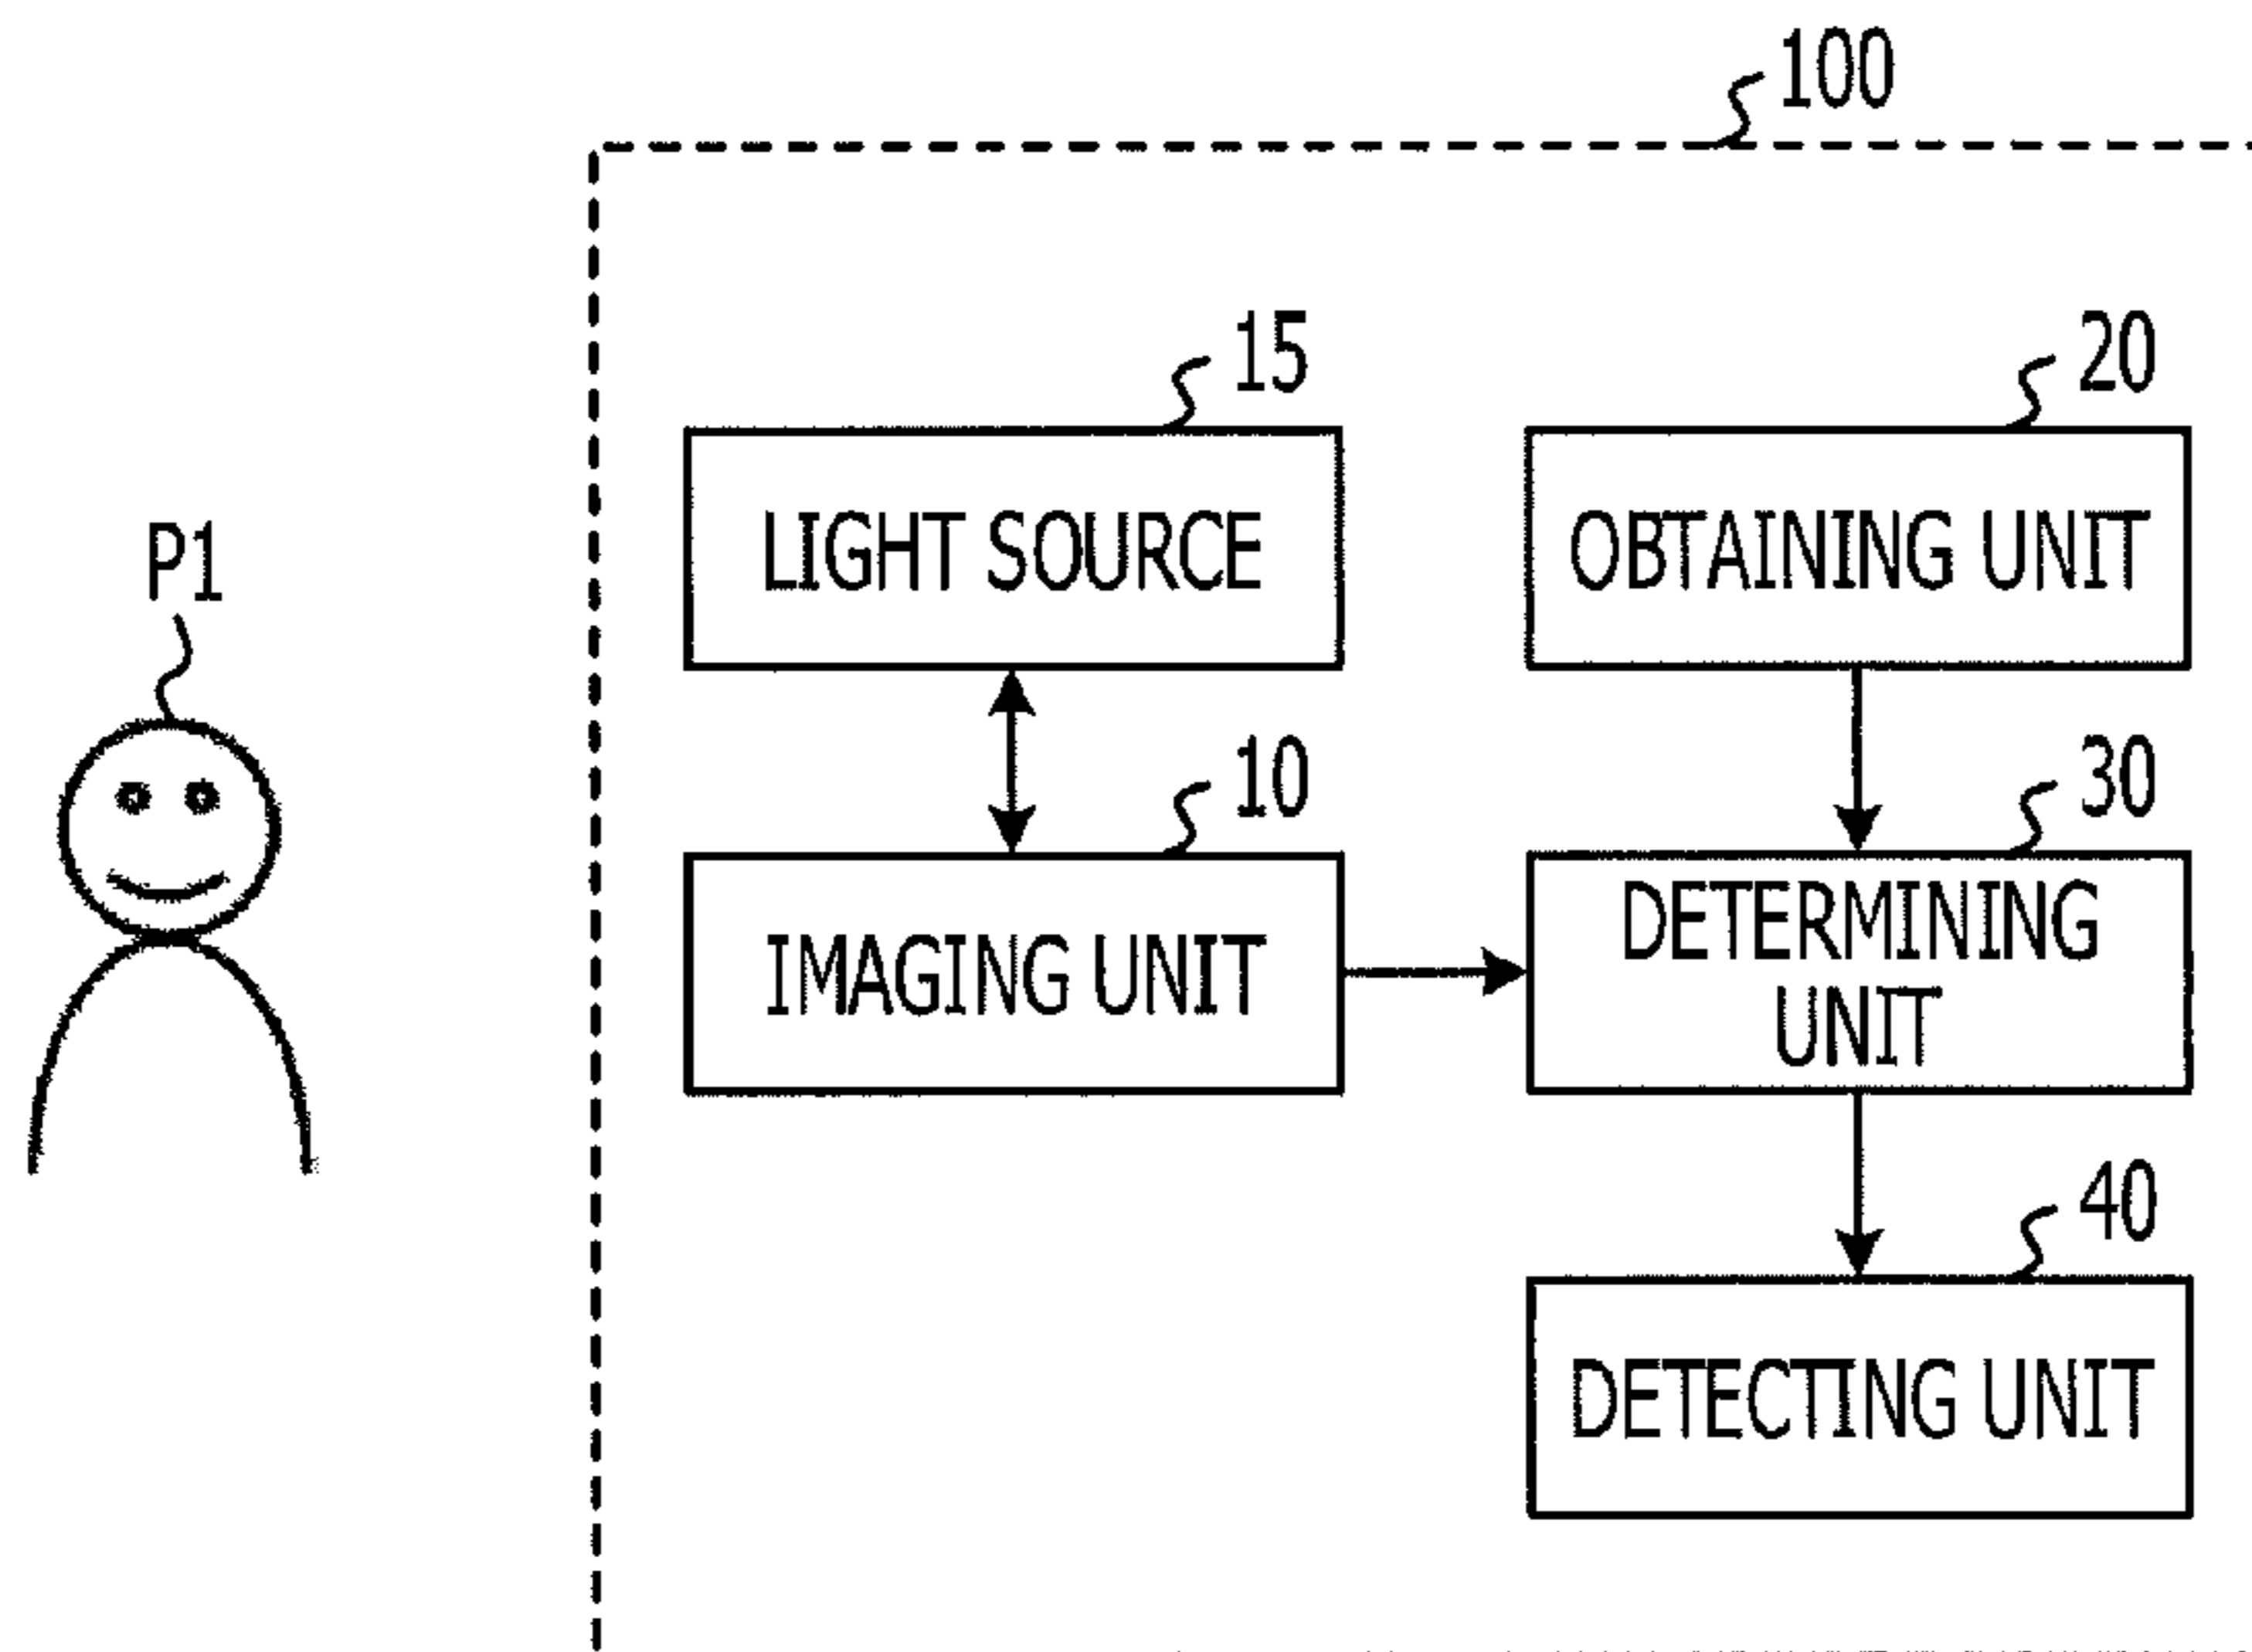 100
15
20
LIGHT SOURCE
OBTAINING UNIT
P1
10
30
IMAGING UNIT
DETERMINING
UNIT
40
DETECTING UNIT